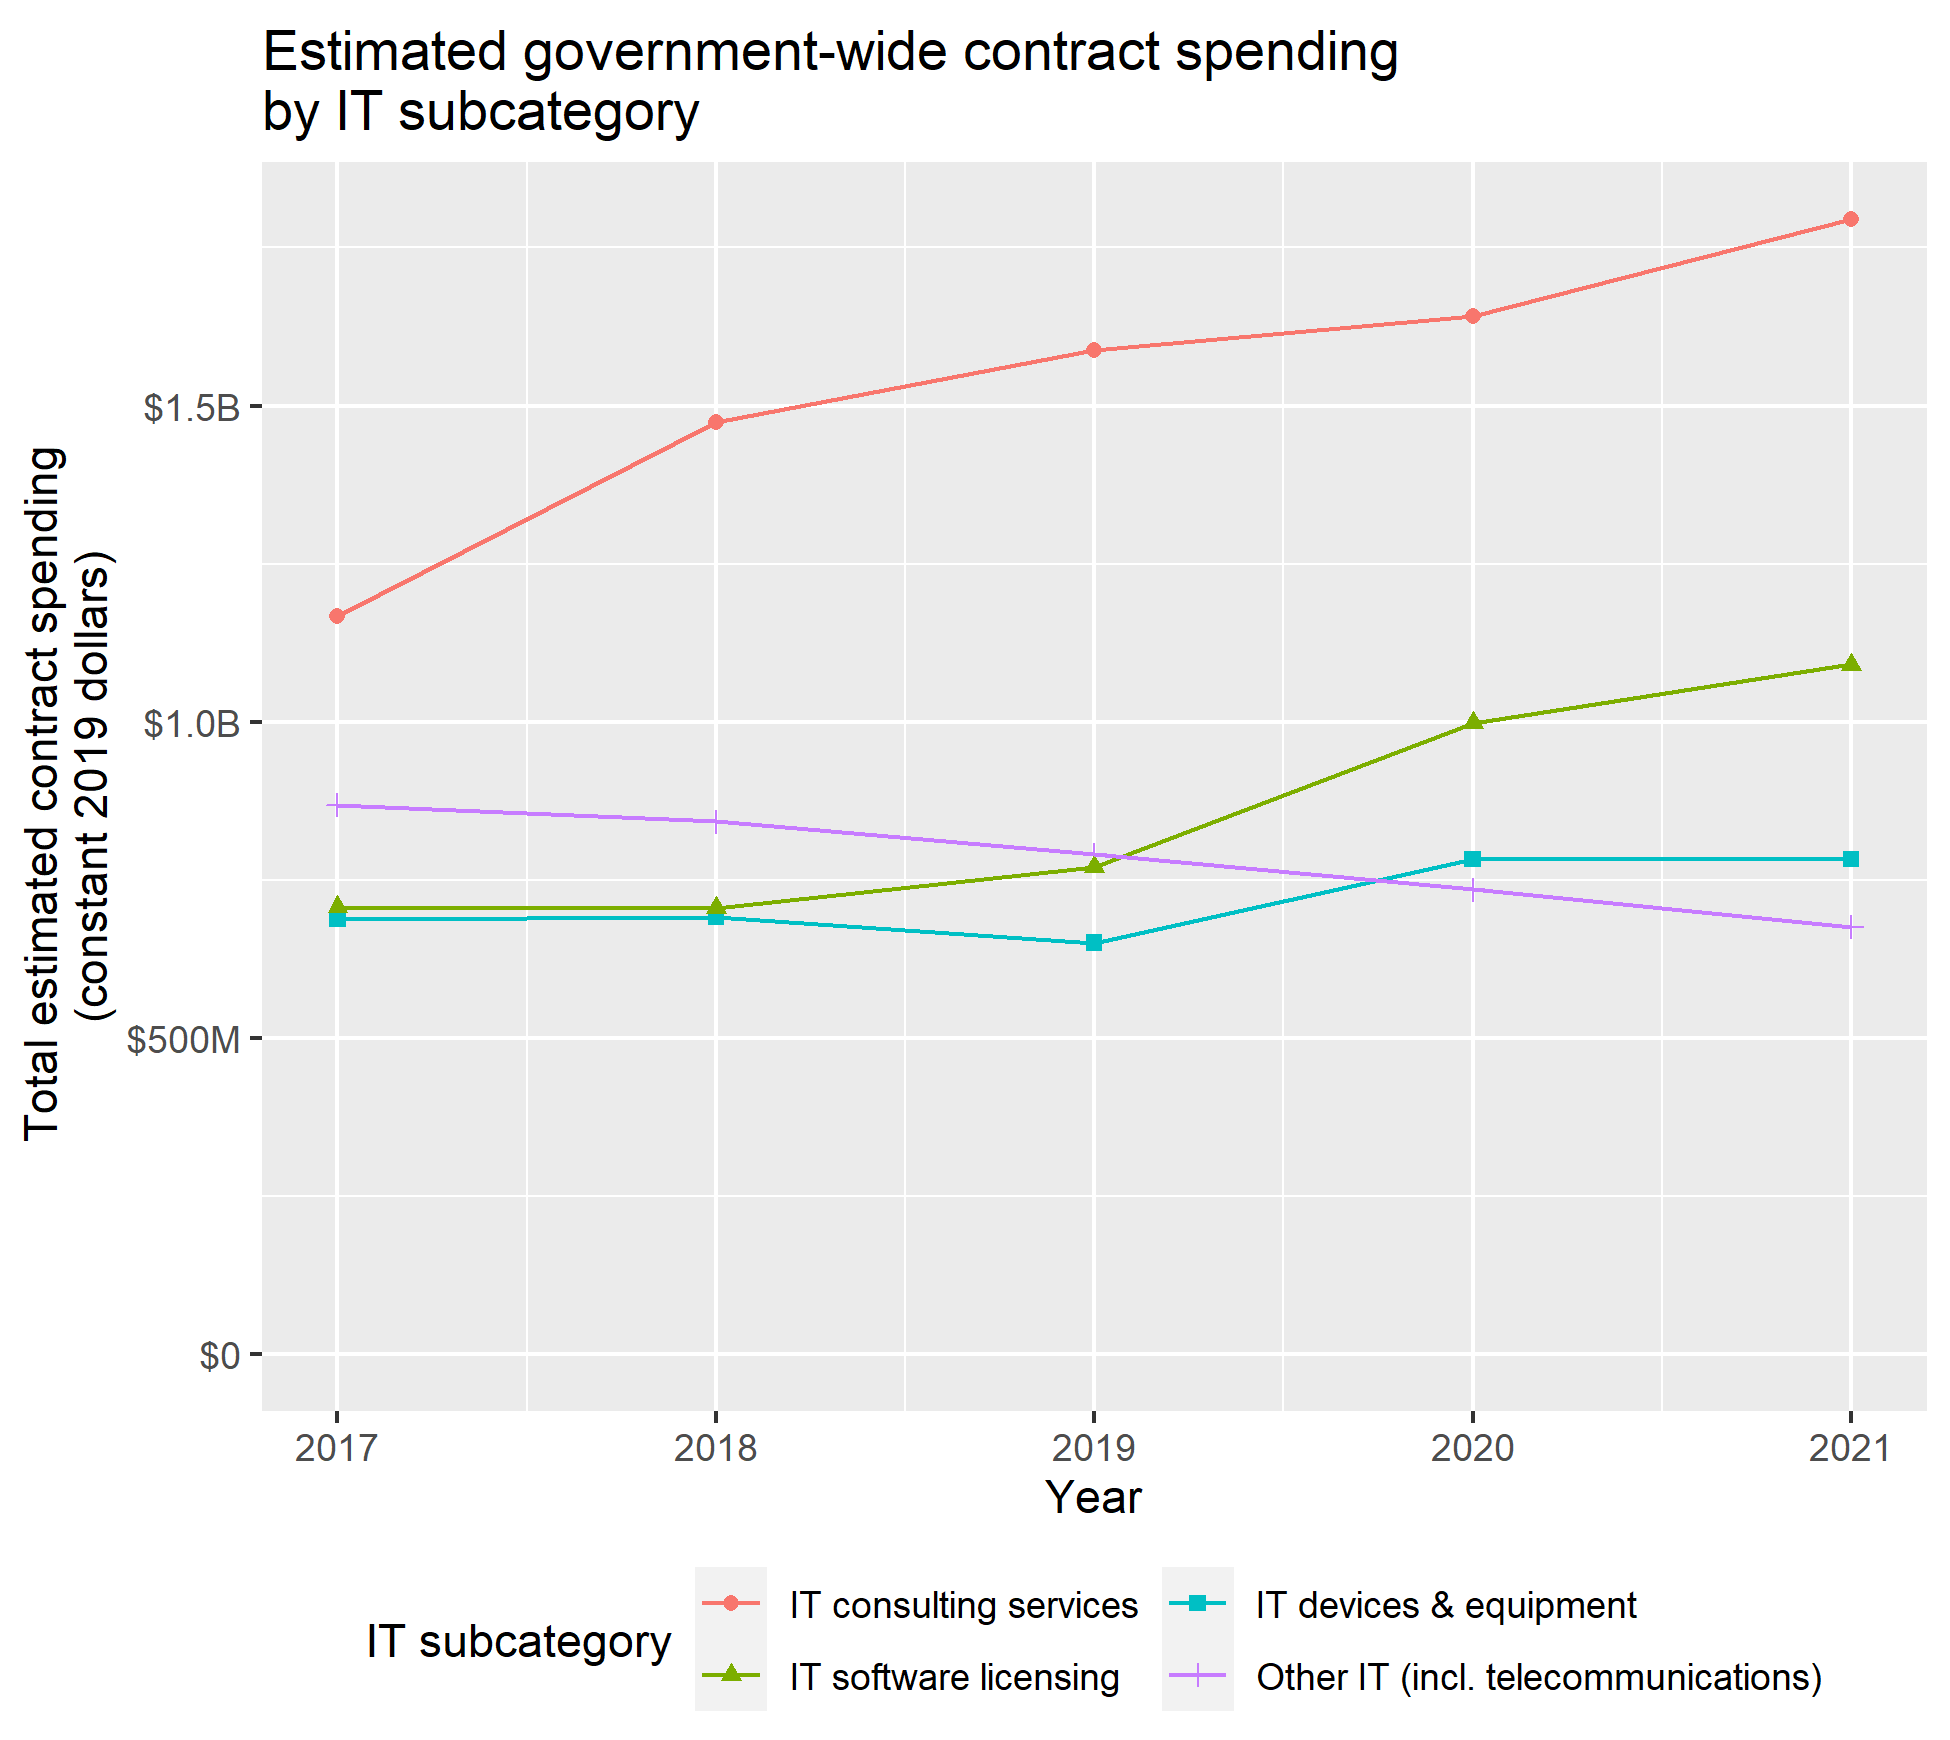 Estimated government-wide contract spending
by IT subcategory
Total estimated contract spending
(constant 2019 dollars)
$1.5B
$1.0B
$500M
$0
2017 2018 2019 2020 2021
Year
IT subcategory
IT consulting services
IT software licensing
IT devices & equipment
Other IT (incl. telecommunications)